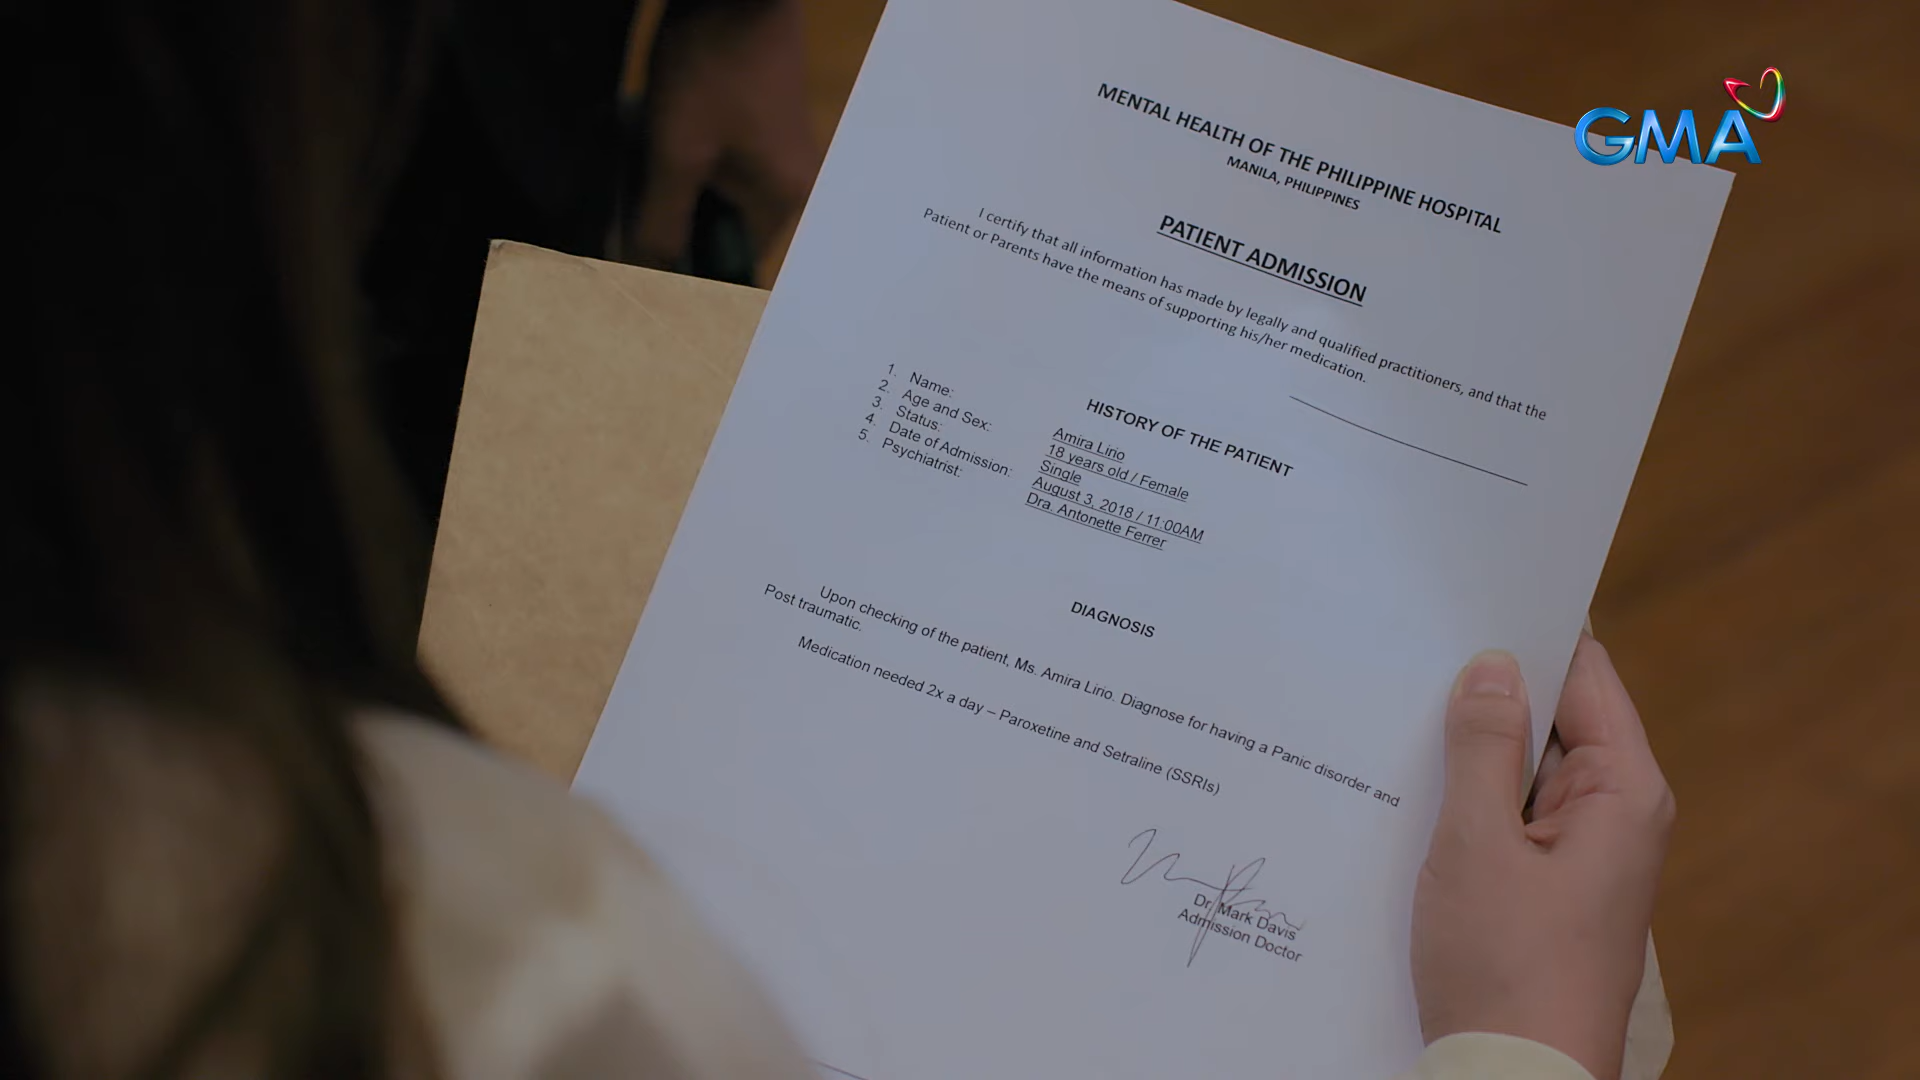 GMA
MENTAL HEALTH OF THE PHILIPPINE HOSPITAL
MANILA, PHILIPPINES
PATIENT ADMISSION
I certify that all information has made by legally and qualified practitioners, and that the
Patient or Parents have the means of supporting his/her medication.
HISTORY OF THE PATIENT
1. Name: Amira Lirio
2. Age and Sex: 18 years old / Female
3. Status: Single
4. Date of Admission: August 3, 2018 / 11:00AM
5. Psychiatrist: Dra. Antonette Ferrer
DIAGNOSIS
Upon checking of the patient, Ms. Amira Lirio. Diagnose for having a Panic disorder and
Post traumatic.
Medication needed 2x a day – Paroxetine and Setraline (SSRIs)
Dr. Mark Davis
Admission Doctor